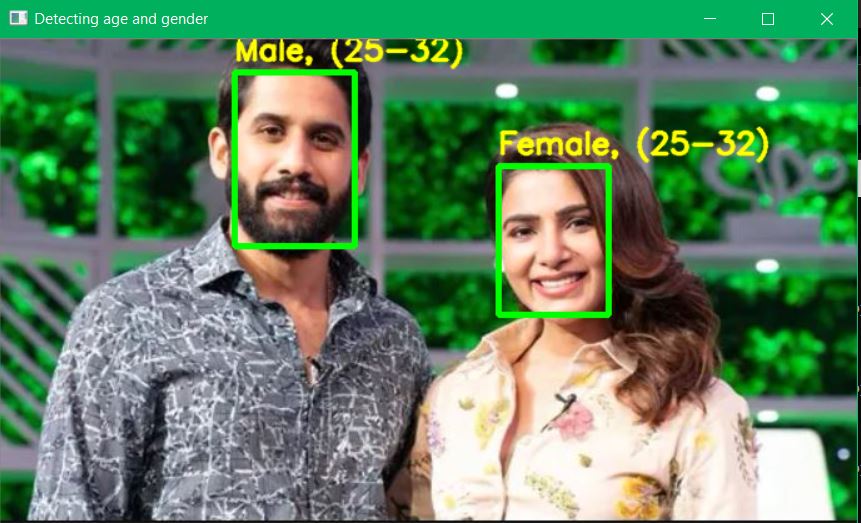 Detecting age and gender
Male, (25-32)
Female, (25-32)